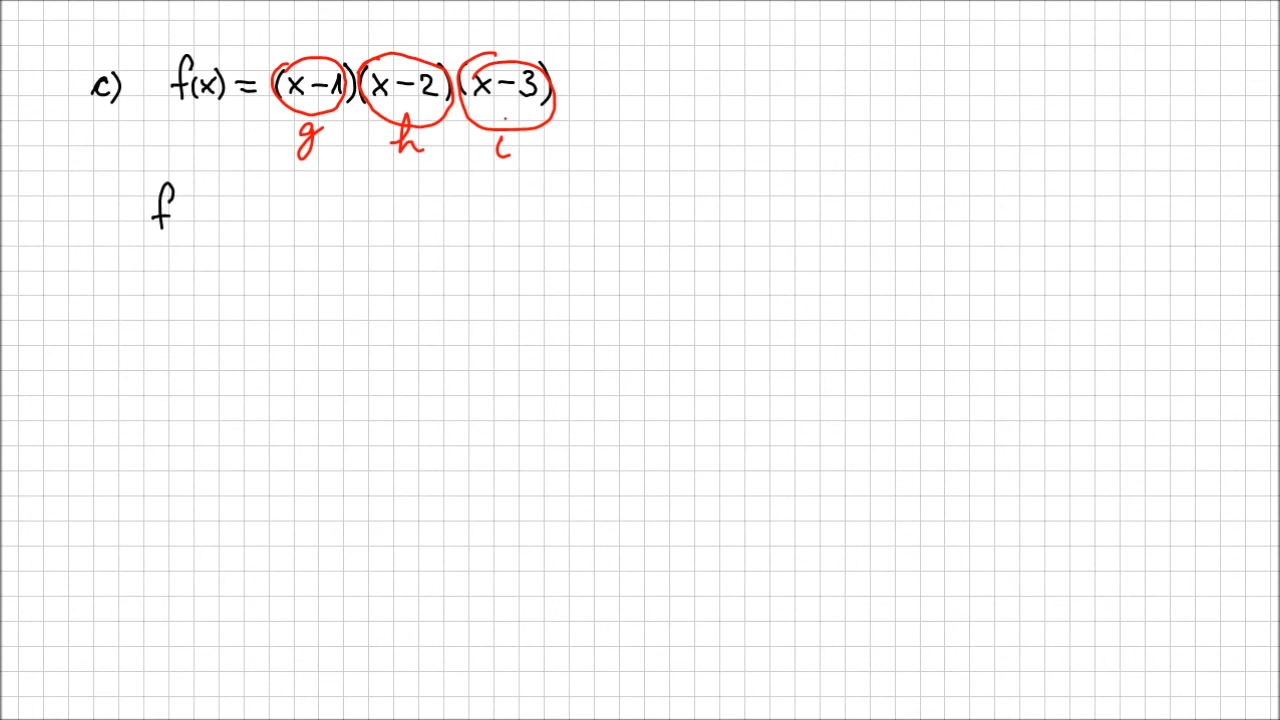 c) f(x) = (x-1)(x-2)(x-3)
g h i
f